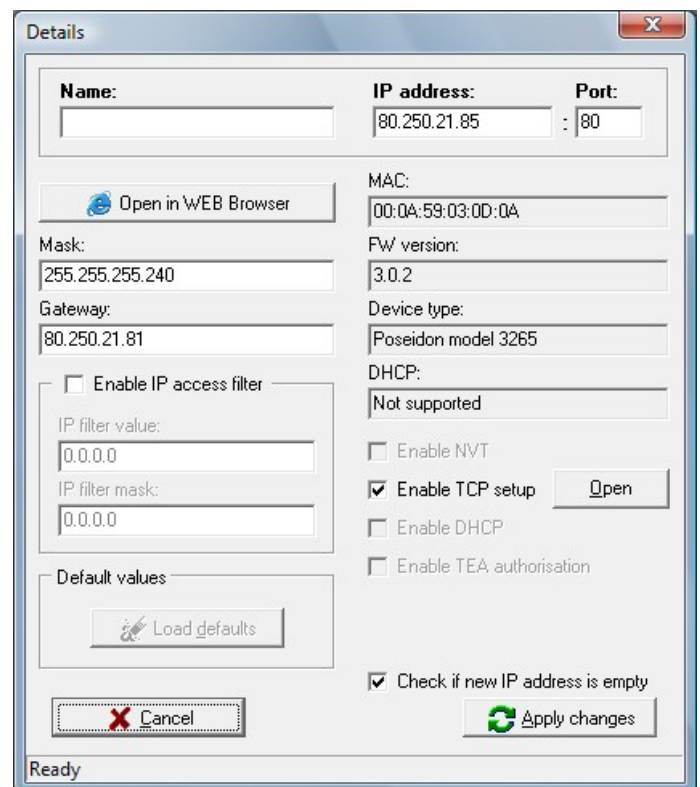 Details
Name:
IP address:
Port:
80.250.21.85
:
80
Open in WEB Browser
MAC:
00:0A:59:03:0D:0A
Mask:
255.255.255.240
FW version:
3.0.2
Gateway:
80.250.21.81
Device type:
Poseidon model 3265
DHCP:
Not supported
Enable IP access filter
IP filter value:
0.0.0.0
IP filter mask:
0.0.0.0
Enable NVT
Enable TCP setup
Open
Enable DHCP
Enable TEA authorisation
Default values
Load defaults
Check if new IP address is empty
Cancel
Apply changes
Ready